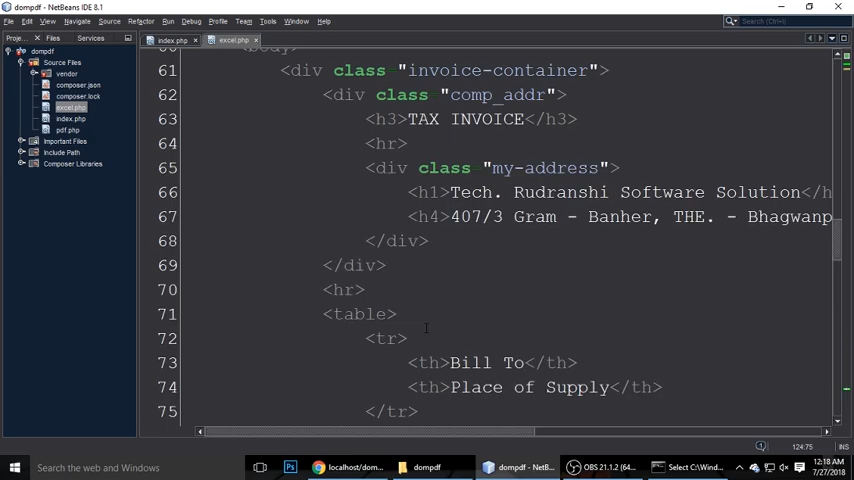 dompdf - NetBeans IDE 8.1
File Edit View Navigate Source Refactor Run Debug Profile Team Tools Window Help
Search (Ctrl+I)
Proje... Files Services
index.php excel.php
dompdf
Source Files
vendor
composer.json
composer.lock
excel.php
index.php
pdf.php
Important Files
Include Path
Composer Libraries
61 <div class "invoice-container">
62 <div class "comp_addr">
63 <h3>TAX INVOICE</h3>
64 <hr>
65 <div class "my-address">
66 <h1>Tech. Rudranshi Software Solution</h
67 <h4>407/3 Gram - Banher, THE. - Bhagwanp
68 </div>
69 </div>
70 <hr>
71 <table>
72 <tr>
73 <th>Bill To</th>
74 <th>Place of Supply</th>
75 </tr>
124:75 INS
Search the web and Windows
Ps
localhost/dom...
dompdf
dompdf - NetB...
OBS 21.1.2 (64...
Select C:\Wind...
12:18 AM
7/27/2018